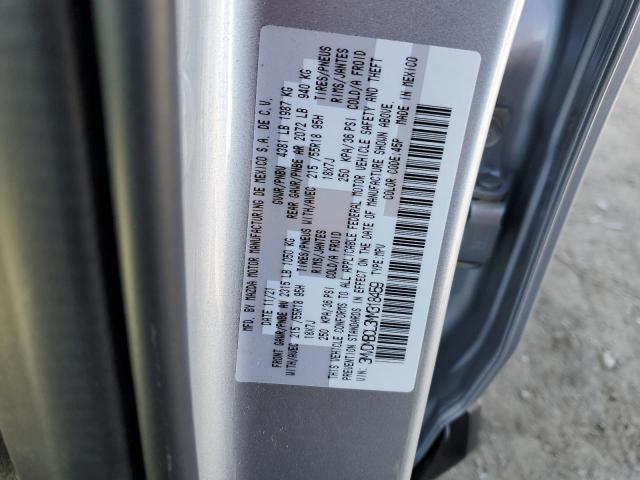 MFD. BY MAZDA MOTOR MANUFACTURING DE MEXICO S.A. DE C.V.
DATE 11/21 GVWR/PNBV 4381 LB 1987 KG
FRONT GAWR/PNBE AV 2315 LB 1050 KG REAR GAWR/PNBE AR 2072 LB 940 KG
WITH/AVEC 215 /55R18 95H TIRES/PNEUS WITH/AVEC 215 /55R18 95H TIRES/PNEUS
18X7J RIMS/JANTES 18X7J RIMS/JANTES
250 KPA/36 PSI COLD/A FROID 250 KPA/36 PSI COLD/A FROID
THIS VEHICLE CONFORMS TO ALL APPLICABLE FEDERAL MOTOR VEHICLE SAFETY AND THEFT
PREVENTION STANDARDS IN EFFECT ON THE DATE OF MANUFACTURE SHOWN ABOVE.
MADE IN MEXICO
VIN: TYPE: MPV COLOR CODE: 45P